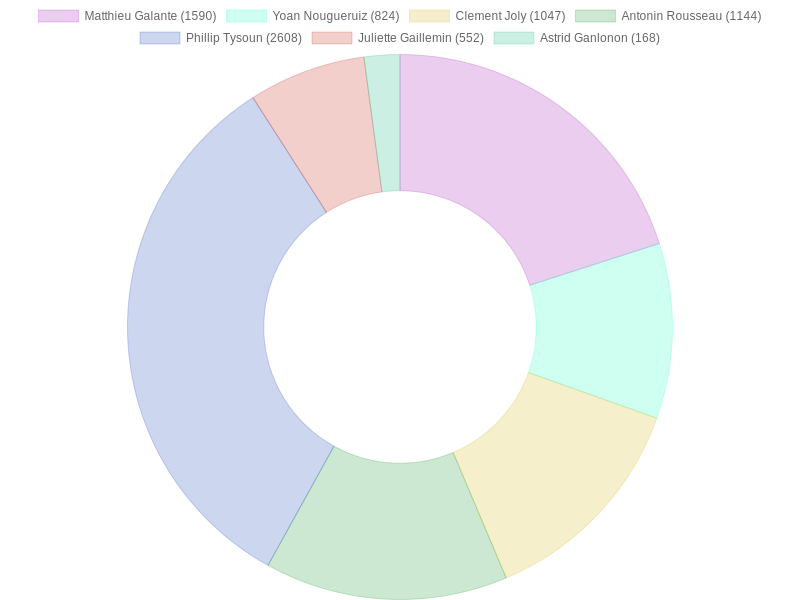 Matthieu Galante (1590) Yoan Nougueruiz (824) Clement Joly (1047) Antonin Rousseau (1144)
Phillip Tysoun (2608) Juliette Gaillemin (552) Astrid Ganlonon (168)